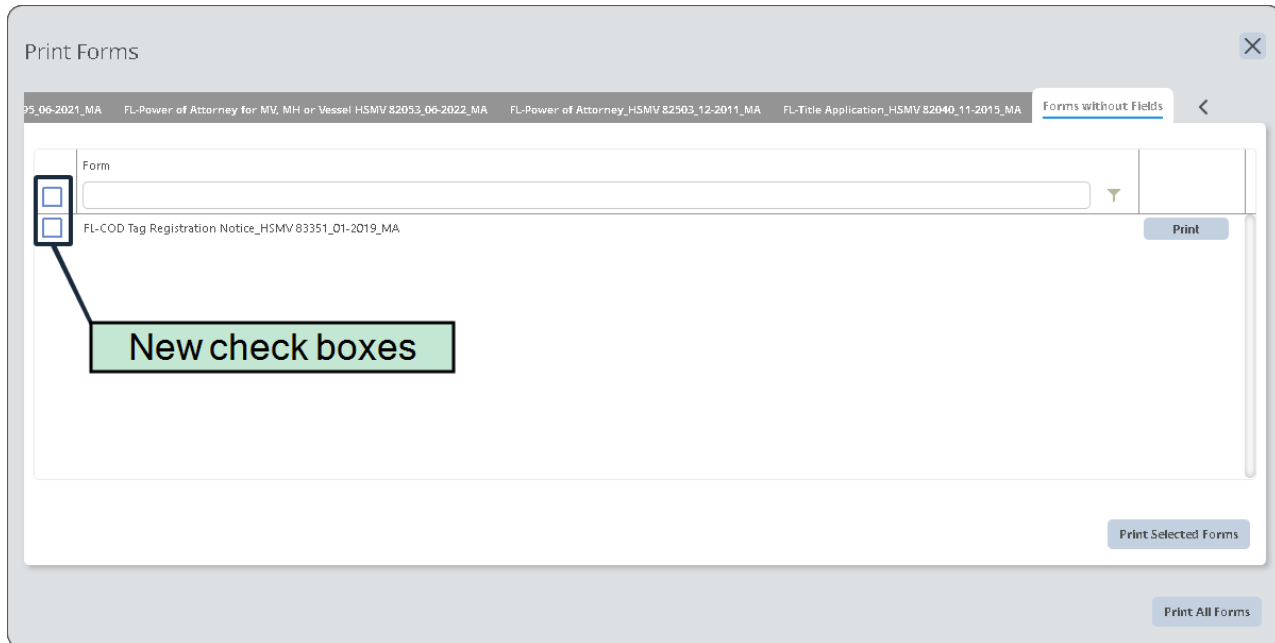 Print Forms
95_06-2021_MA FL-Power of Attorney for MV, MH or Vessel HSMV 82053_06-2022_MA FL-Power of Attorney_HSMV 82503_12-2011_MA FL-Title Application_HSMV 82040_11-2015_MA Forms without Fields
Form
FL-COD Tag Registration Notice_HSMV 83351_01-2019_MA Print
New check boxes
Print Selected Forms
Print All Forms